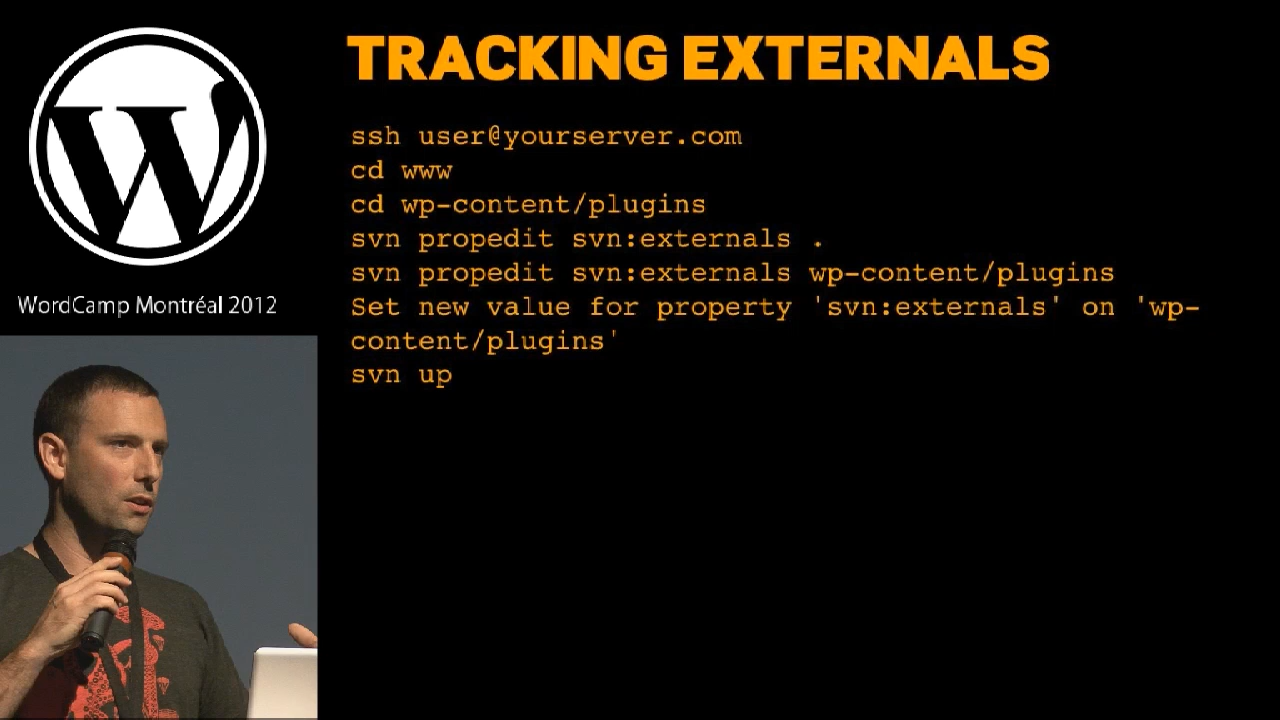 TRACKING EXTERNALS
ssh user@yourserver.com
cd www
cd wp-content/plugins
svn propedit svn:externals .
svn propedit svn:externals wp-content/plugins
Set new value for property 'svn:externals' on 'wp-
content/plugins'
svn up
W
WordCamp Montréal 2012